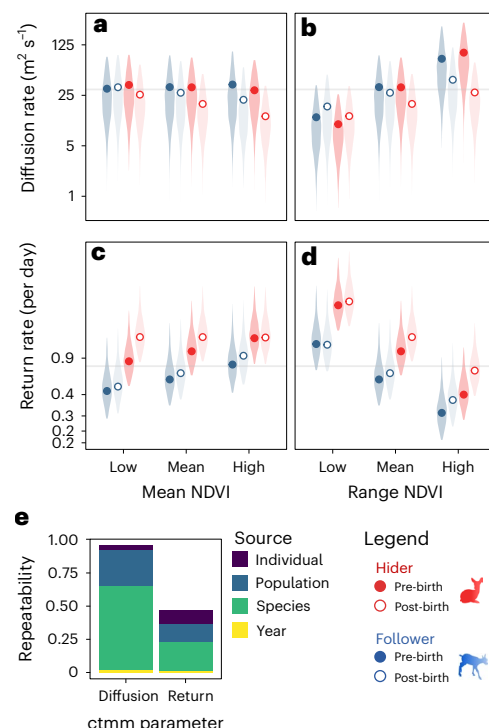 a
b
Diffusion rate (m² s⁻¹)
125
25
5
1
c
d
Return rate (per day)
0.9
0.4
0.3
0.2
0.2
Low
Mean
High
Low
Mean
High
Mean NDVI
Range NDVI
e
Repeatability
1.00
0.75
0.50
0.25
0
Diffusion
Return
ctmm parameter
Source
Individual
Population
Species
Year
Legend
Hider
Pre-birth
Post-birth
Follower
Pre-birth
Post-birth